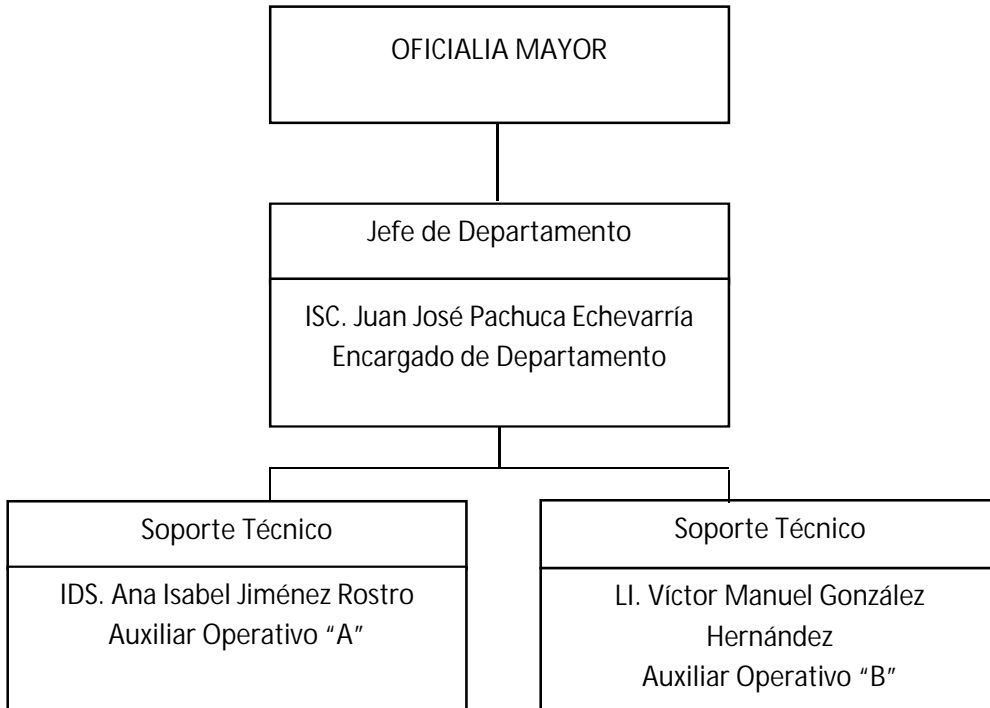 OFICIALIA MAYOR
Jefe de Departamento
ISC. Juan José Pachuca Echevarría
Encargado de Departamento
Soporte Técnico
IDS. Ana Isabel Jiménez Rostro
Auxiliar Operativo “A”
Soporte Técnico
LI. Víctor Manuel González
Hernández
Auxiliar Operativo “B”